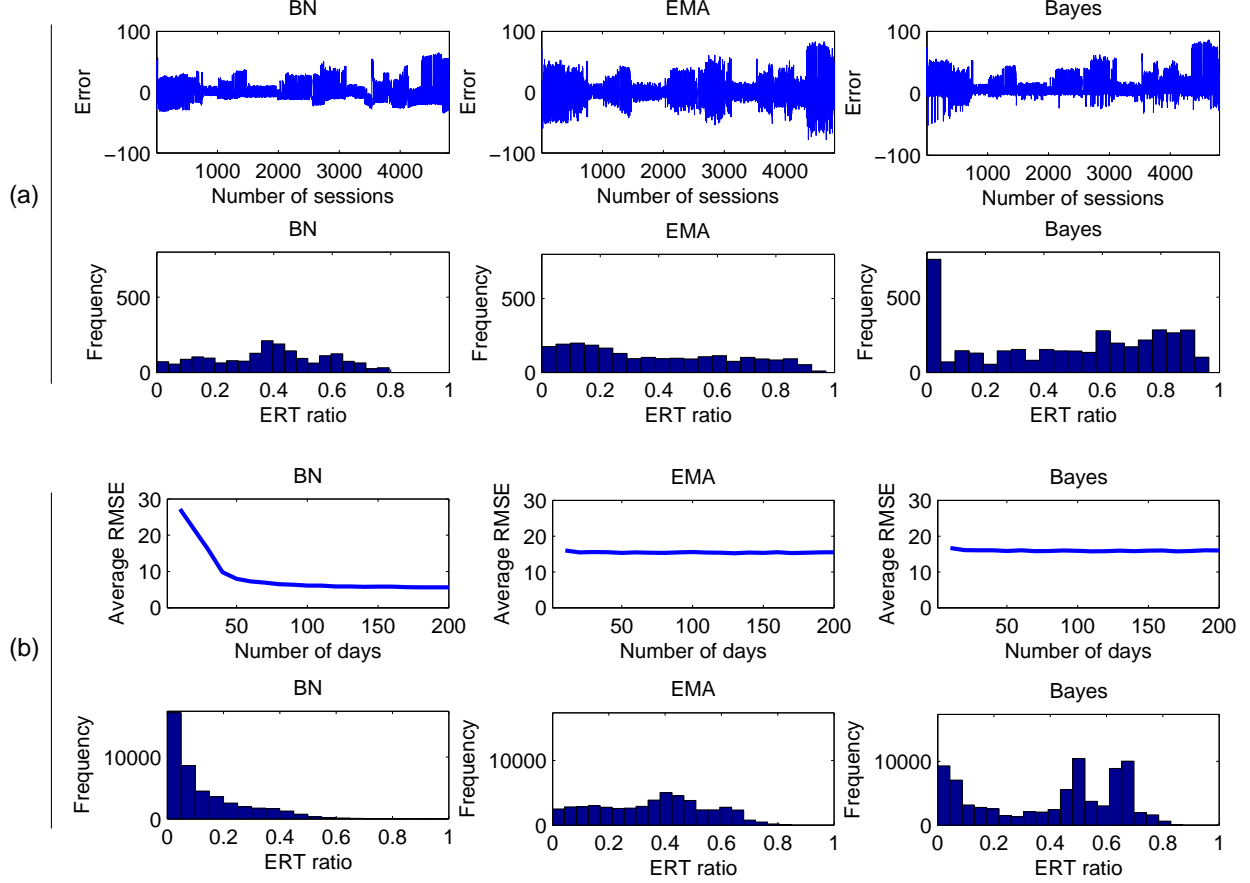 (a)
BN
Error
100
0
−100
1000 2000 3000 4000
Number of sessions
EMA
Error
100
0
−100
1000 2000 3000 4000
Number of sessions
Bayes
Error
100
0
−100
1000 2000 3000 4000
Number of sessions
BN
Frequency
500
0
0 0.2 0.4 0.6 0.8 1
ERT ratio
EMA
Frequency
500
0
0 0.2 0.4 0.6 0.8 1
ERT ratio
Bayes
Frequency
500
0
0 0.2 0.4 0.6 0.8 1
ERT ratio
(b)
BN
Average RMSE
30
20
10
0
50 100 150 200
Number of days
EMA
Average RMSE
30
20
10
0
50 100 150 200
Number of days
Bayes
Average RMSE
30
20
10
0
50 100 150 200
Number of days
BN
Frequency
10000
0
0 0.2 0.4 0.6 0.8 1
ERT ratio
EMA
Frequency
10000
0
0 0.2 0.4 0.6 0.8 1
ERT ratio
Bayes
Frequency
10000
0
0 0.2 0.4 0.6 0.8 1
ERT ratio